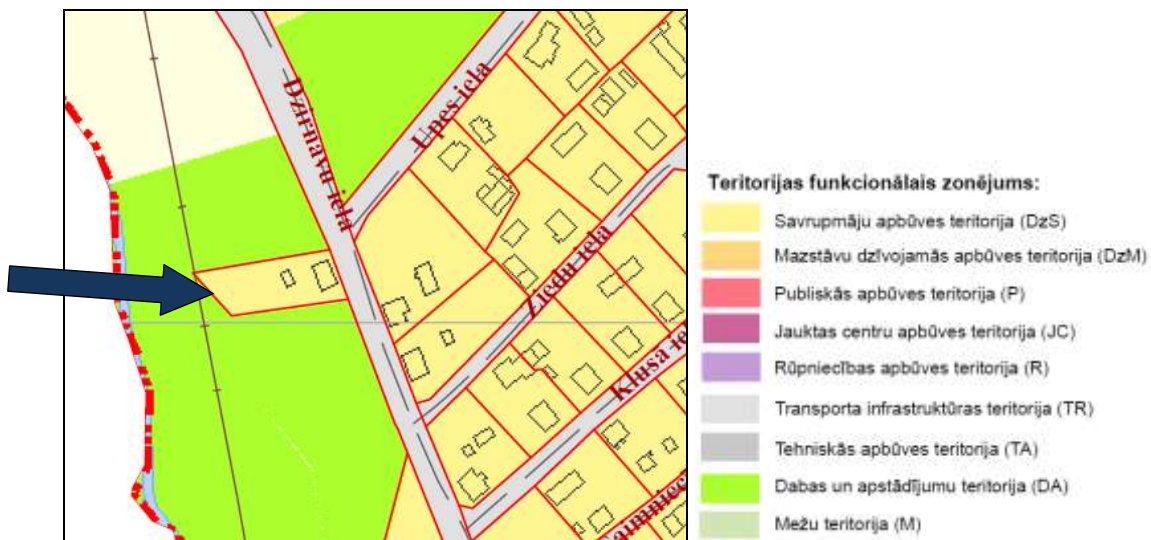 Dzirnavu iela
Upes iela
Ziedu iela
Klusa ie
Teritorijas funkcionālais zonējums:
Savrupmāju apbūves teritorija (DzS)
Mazstāvu dzīvojamās apbūves teritorija (DzM)
Publiskās apbūves teritorija (P)
Jauktas centru apbūves teritorija (JC)
Rūpniecības apbūves teritorija (R)
Transporta infrastruktūras teritorija (TR)
Tehniskās apbūves teritorija (TA)
Dabas un apstādījumu teritorija (DA)
Mežu teritorija (M)